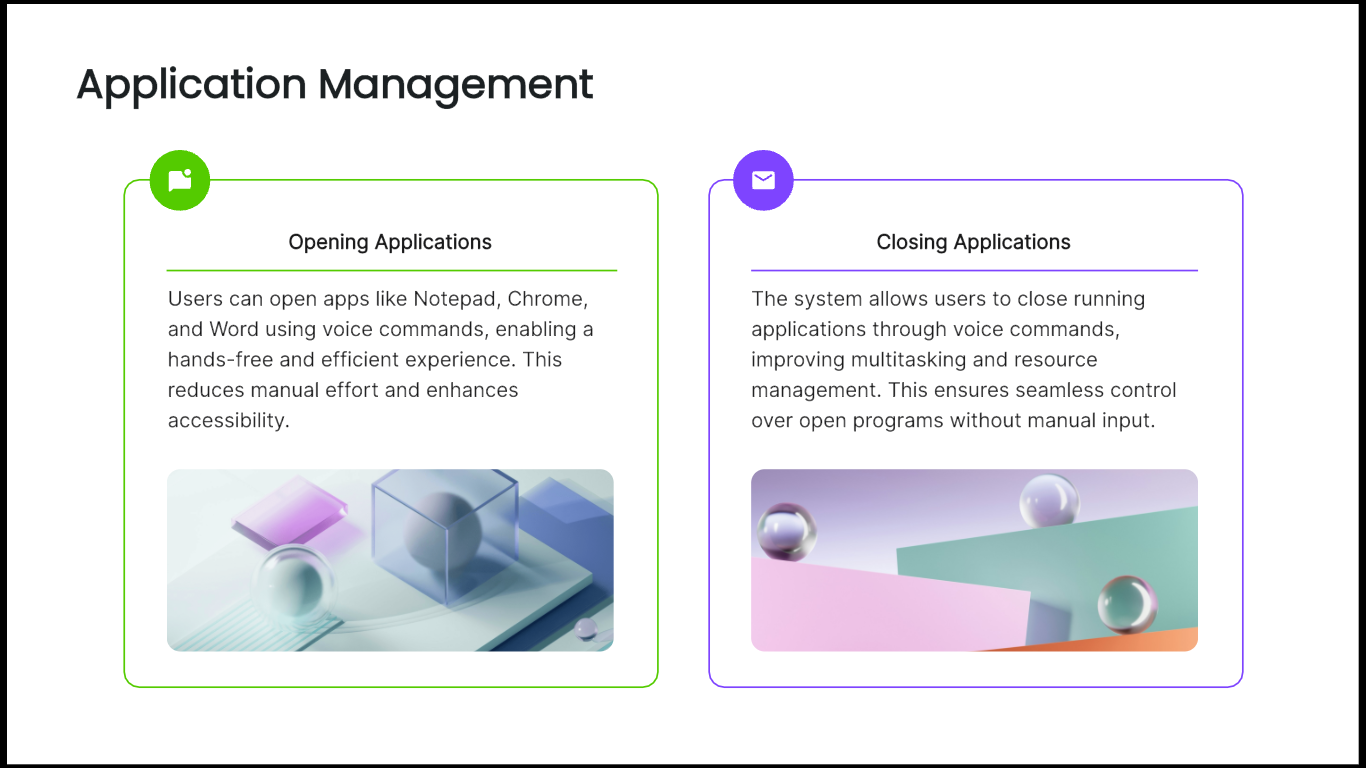 Application Management
Opening Applications
Users can open apps like Notepad, Chrome,
and Word using voice commands, enabling a
hands-free and efficient experience. This
reduces manual effort and enhances
accessibility.
Closing Applications
The system allows users to close running
applications through voice commands,
improving multitasking and resource
management. This ensures seamless control
over open programs without manual input.